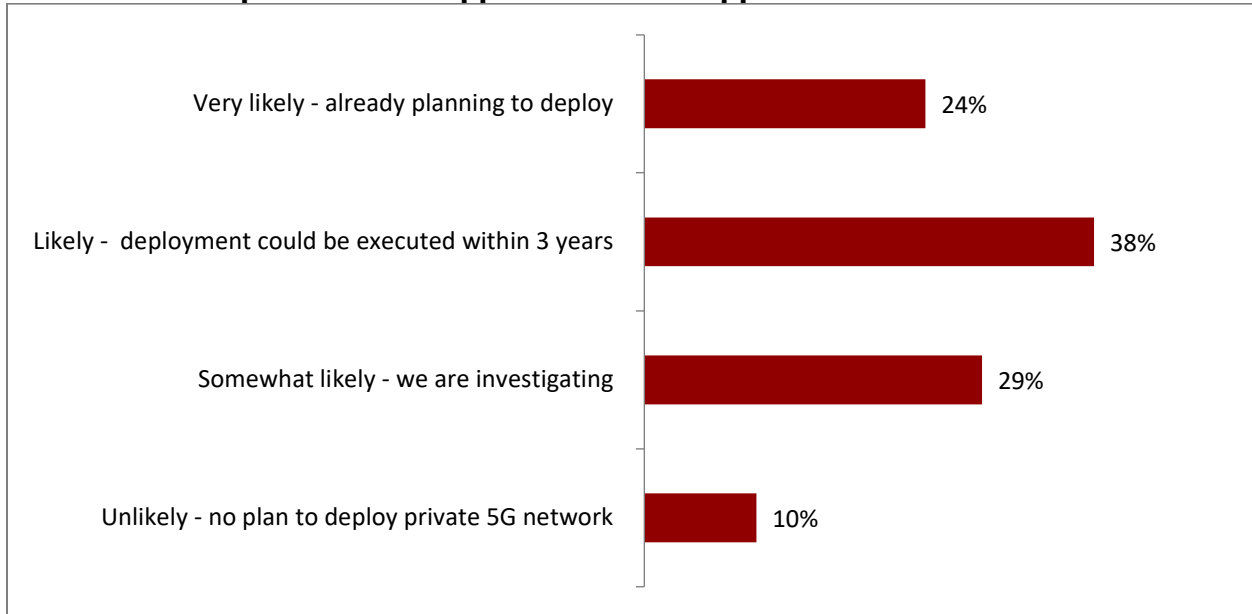 Very likely - already planning to deploy
24%
Likely -  deployment could be executed within 3 years
38%
Somewhat likely - we are investigating
29%
Unlikely - no plan to deploy private 5G network
10%